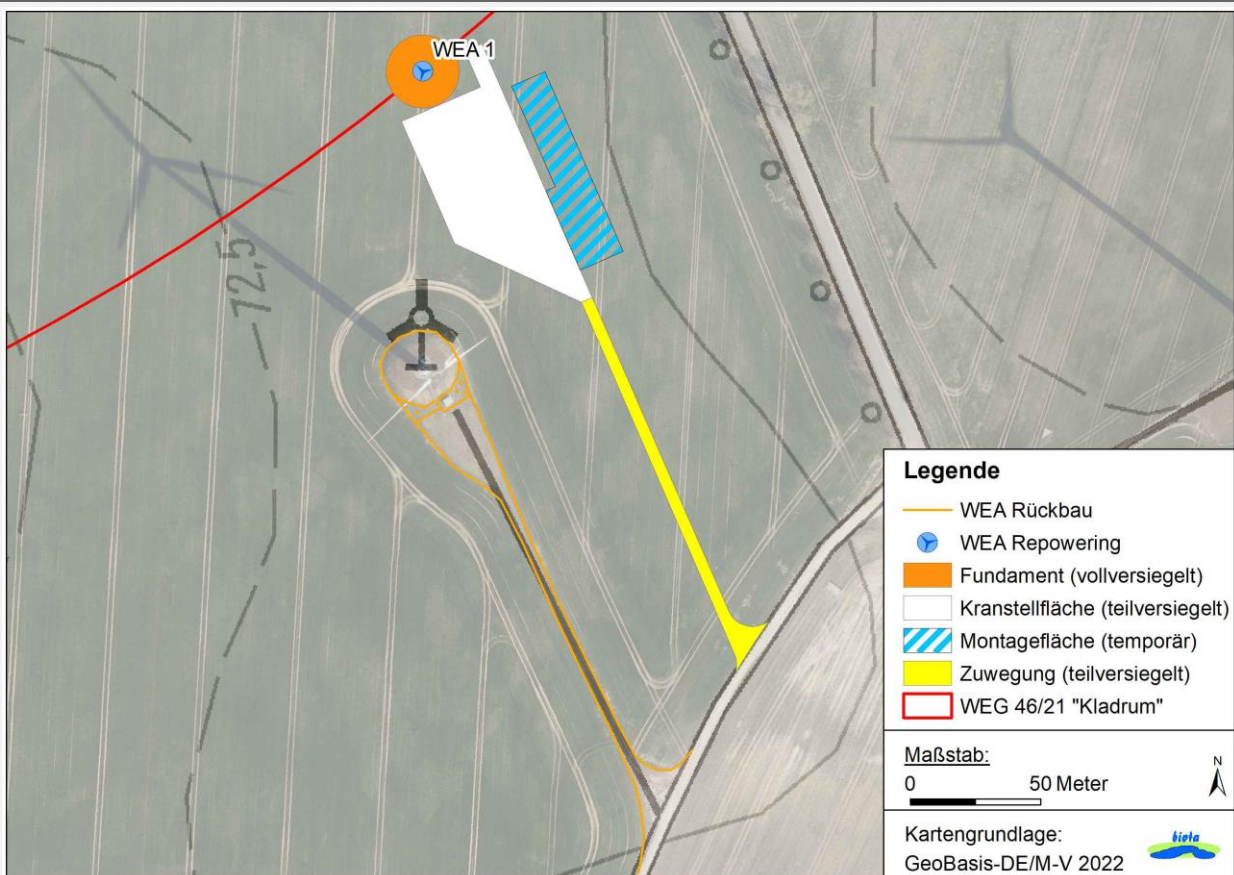 WEA 1
72,5
Legende
WEA Rückbau
WEA Repowering
Fundament (vollversiegelt)
Kranstellfläche (teilversiegelt)
Montagefläche (temporär)
Zuwegung (teilversiegelt)
WEG 46/21 "Kladrum"
Maßstab:
0 50 Meter
N
Kartengrundlage:
GeoBasis-DE/M-V 2022
biota